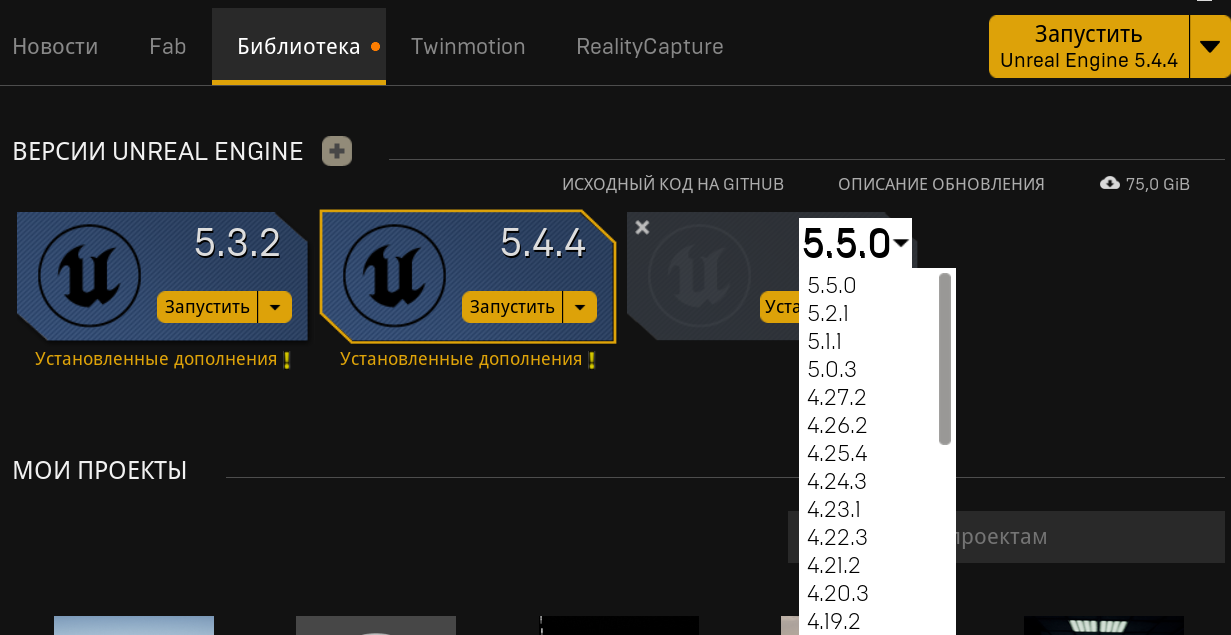 Новости
Fab
Библиотека
Twinmotion
RealityCapture
Запустить
Unreal Engine 5.4.4
ВЕРСИИ UNREAL ENGINE
ИСХОДНЫЙ КОД НА GITHUB
ОПИСАНИЕ ОБНОВЛЕНИЯ
75,0 GiB
5.3.2
Запустить
Установленные дополнения
5.4.4
Запустить
Установленные дополнения
5.5.0
5.5.0
5.2.1
5.1.1
5.0.3
4.27.2
4.26.2
4.25.4
4.24.3
4.23.1
4.22.3
4.21.2
4.20.3
4.19.2
МОИ ПРОЕКТЫ
проектам